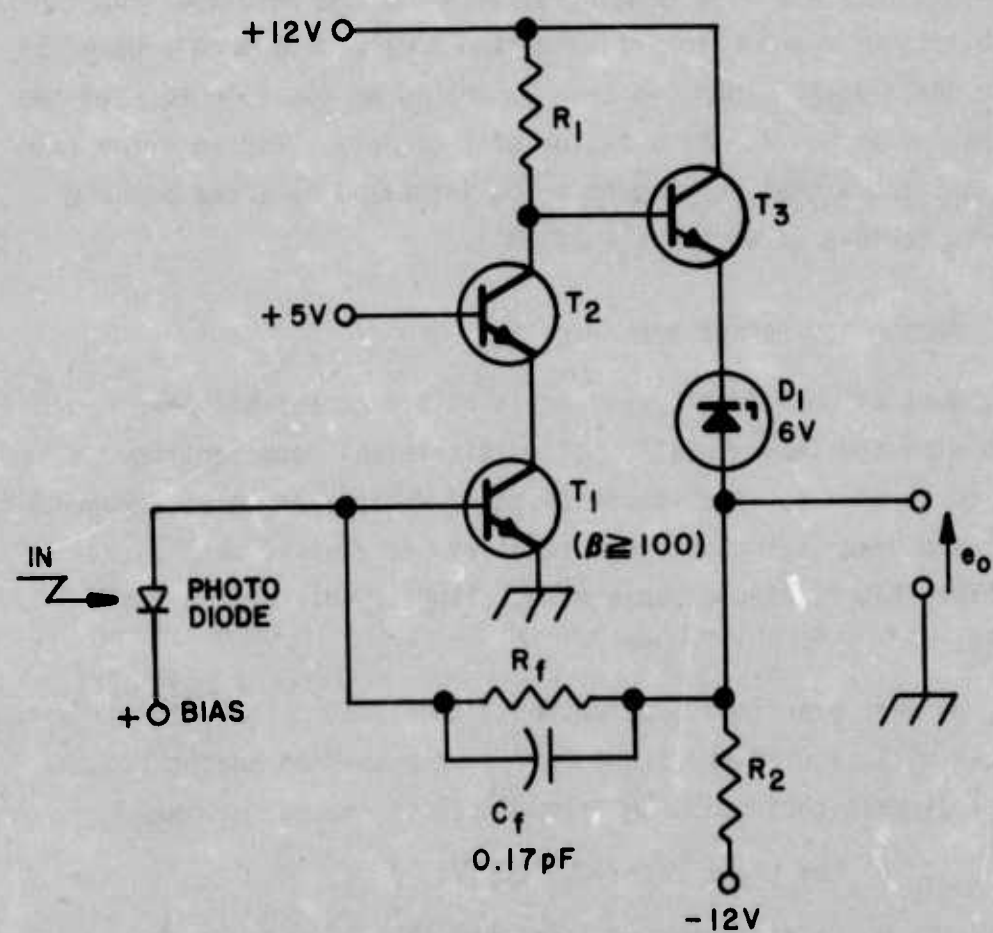 +12V
R1
T3
+5V
T2
D1
6V
T1
(β≧100)
eo
IN
PHOTO
DIODE
+ BIAS
Rf
Cf
0.17pF
R2
-12V